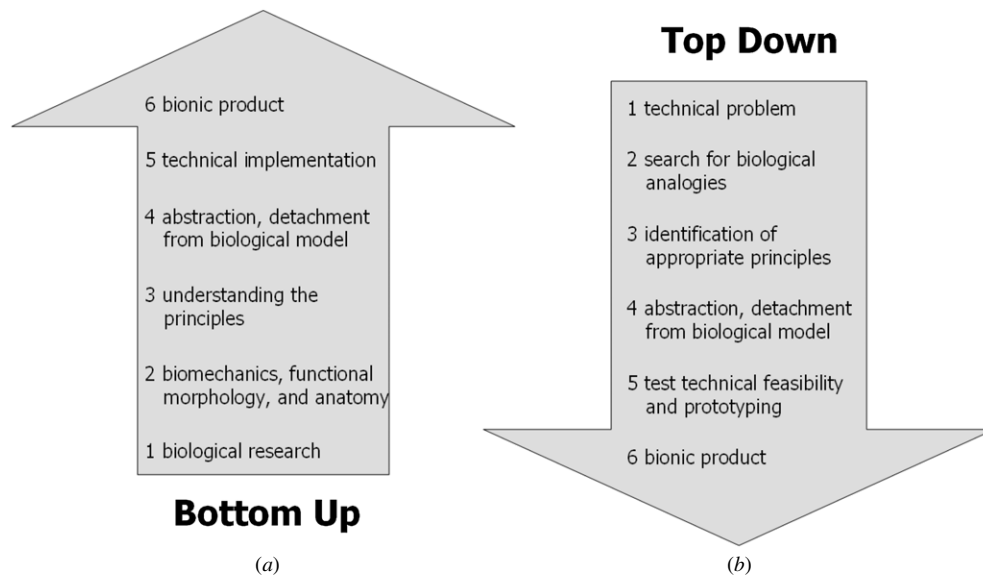 6 bionic product
5 technical implementation
4 abstraction, detachment
from biological model
3 understanding the
principles
2 biomechanics, functional
morphology, and anatomy
1 biological research
Bottom Up
(a)
Top Down
1 technical problem
2 search for biological
analogies
3 identification of
appropriate principles
4 abstraction, detachment
from biological model
5 test technical feasibility
and prototyping
6 bionic product
(b)